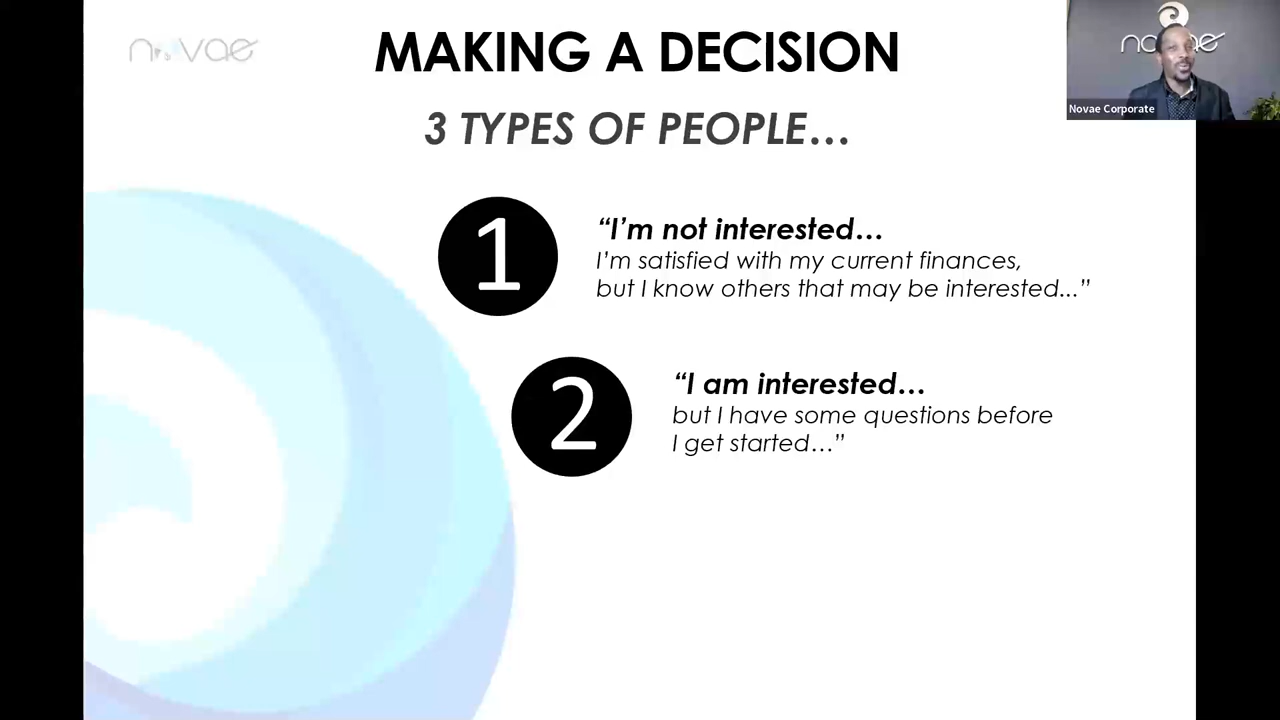 novae
MAKING A DECISION
3 TYPES OF PEOPLE...
1
“I’m not interested...
I’m satisfied with my current finances,
but I know others that may be interested...”
2
“I am interested...
but I have some questions before
I get started...”
novae
Novae Corporate